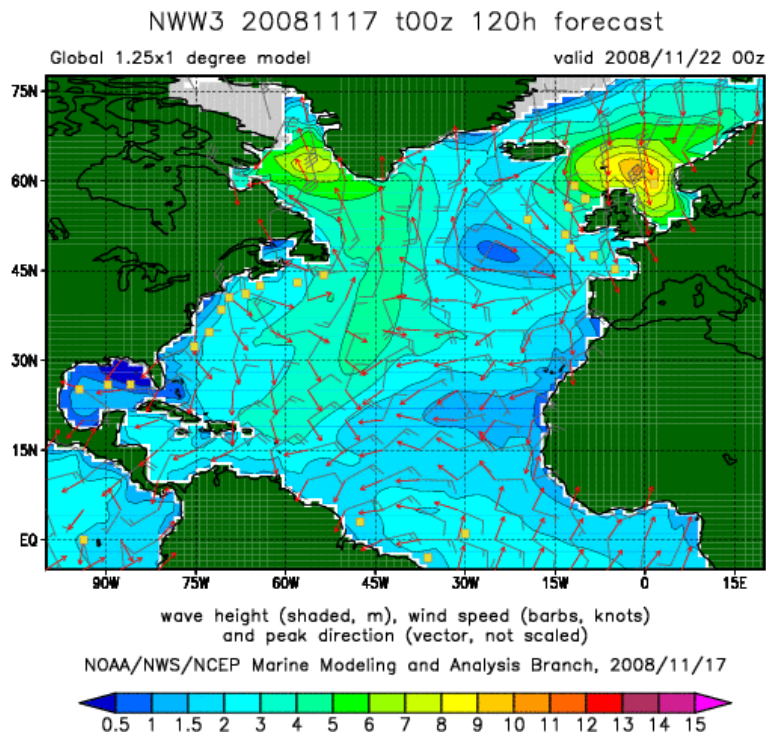 NWW3 20081117 t00z 120h forecast
Global 1.25x1 degree model valid 2008/11/22 00z
75N
60N
45N
30N
15N
EQ
90W 75W 60W 45W 30W 15W 0 15E
wave height (shaded, m), wind speed (barbs, knots)
and peak direction (vector, not scaled)
NOAA/NWS/NCEP Marine Modeling and Analysis Branch, 2008/11/17
0.5 1 1.5 2 3 4 5 6 7 8 9 10 11 12 13 14 15